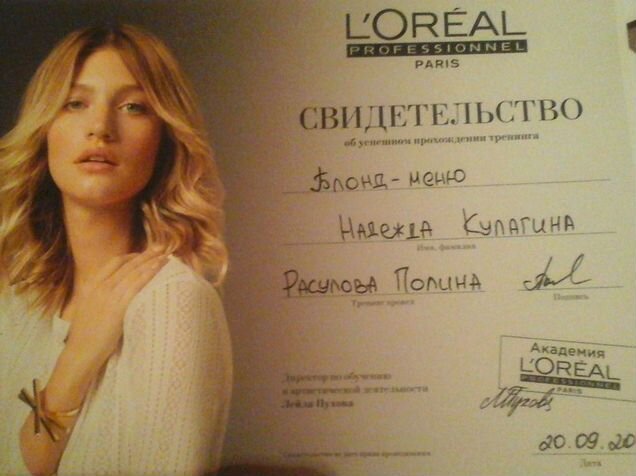 L'ORÉAL
PROFESSIONNEL
PARIS
СВИДЕТЕЛЬСТВО
об успешном прохождении тренинга
Блонд-меню
Надежда Кулагина
Имя, фамилия
Расулова Полина
Тренинг провел
Подпись
Директор по обучению
и артистической деятельности
Лейла Пухова
Академия
L'ORÉAL
PROFESSIONNEL
PARIS
20.09.20
Дата